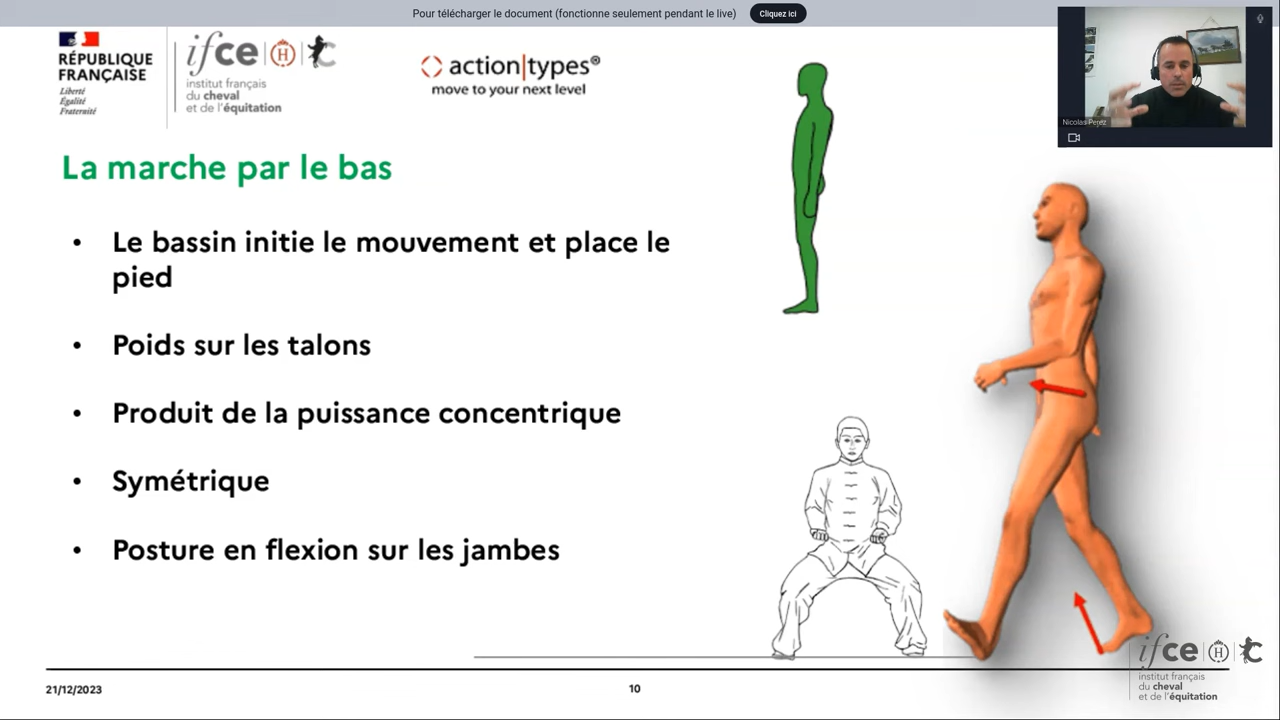 Pour télécharger le document (fonctionne seulement pendant le live) Cliquez ici
RÉPUBLIQUE
FRANÇAISE
Liberté
Égalité
Fraternité
ifce H C
institut français
du cheval
et de l'équitation
action|types®
move to your next level
Nicolas Perez
La marche par le bas
• Le bassin initie le mouvement et place le
pied
• Poids sur les talons
• Produit de la puissance concentrique
• Symétrique
• Posture en flexion sur les jambes
ifce H C
institut français
du cheval
et de l'équitation
21/12/2023
10